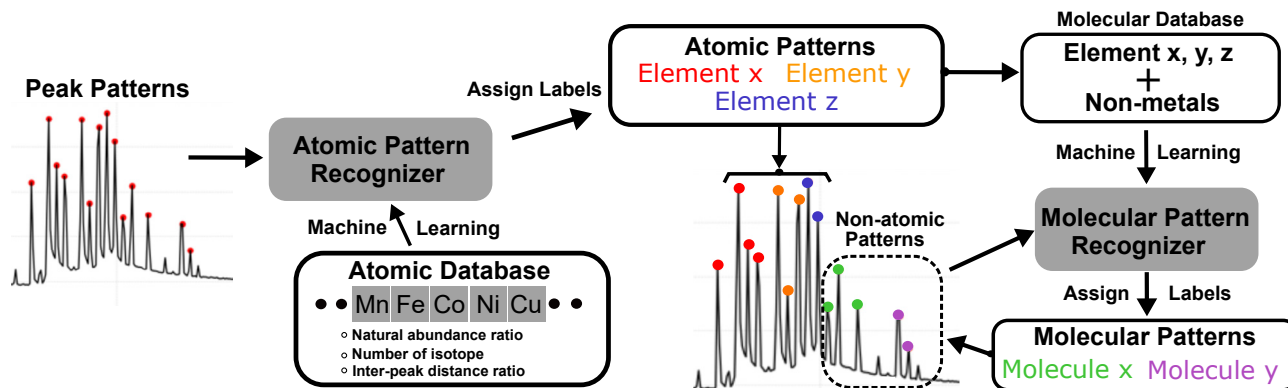 Peak Patterns
Atomic Pattern
Recognizer
Machine Learning
Atomic Database
Mn Fe Co Ni Cu
Natural abundance ratio
Number of isotope
Inter-peak distance ratio
Assign Labels
Atomic Patterns
Element x Element y
Element z
Non-atomic
Patterns
Molecular Database
Element x, y, z
+
Non-metals
Machine Learning
Molecular Pattern
Recognizer
Assign Labels
Molecular Patterns
Molecule x Molecule y